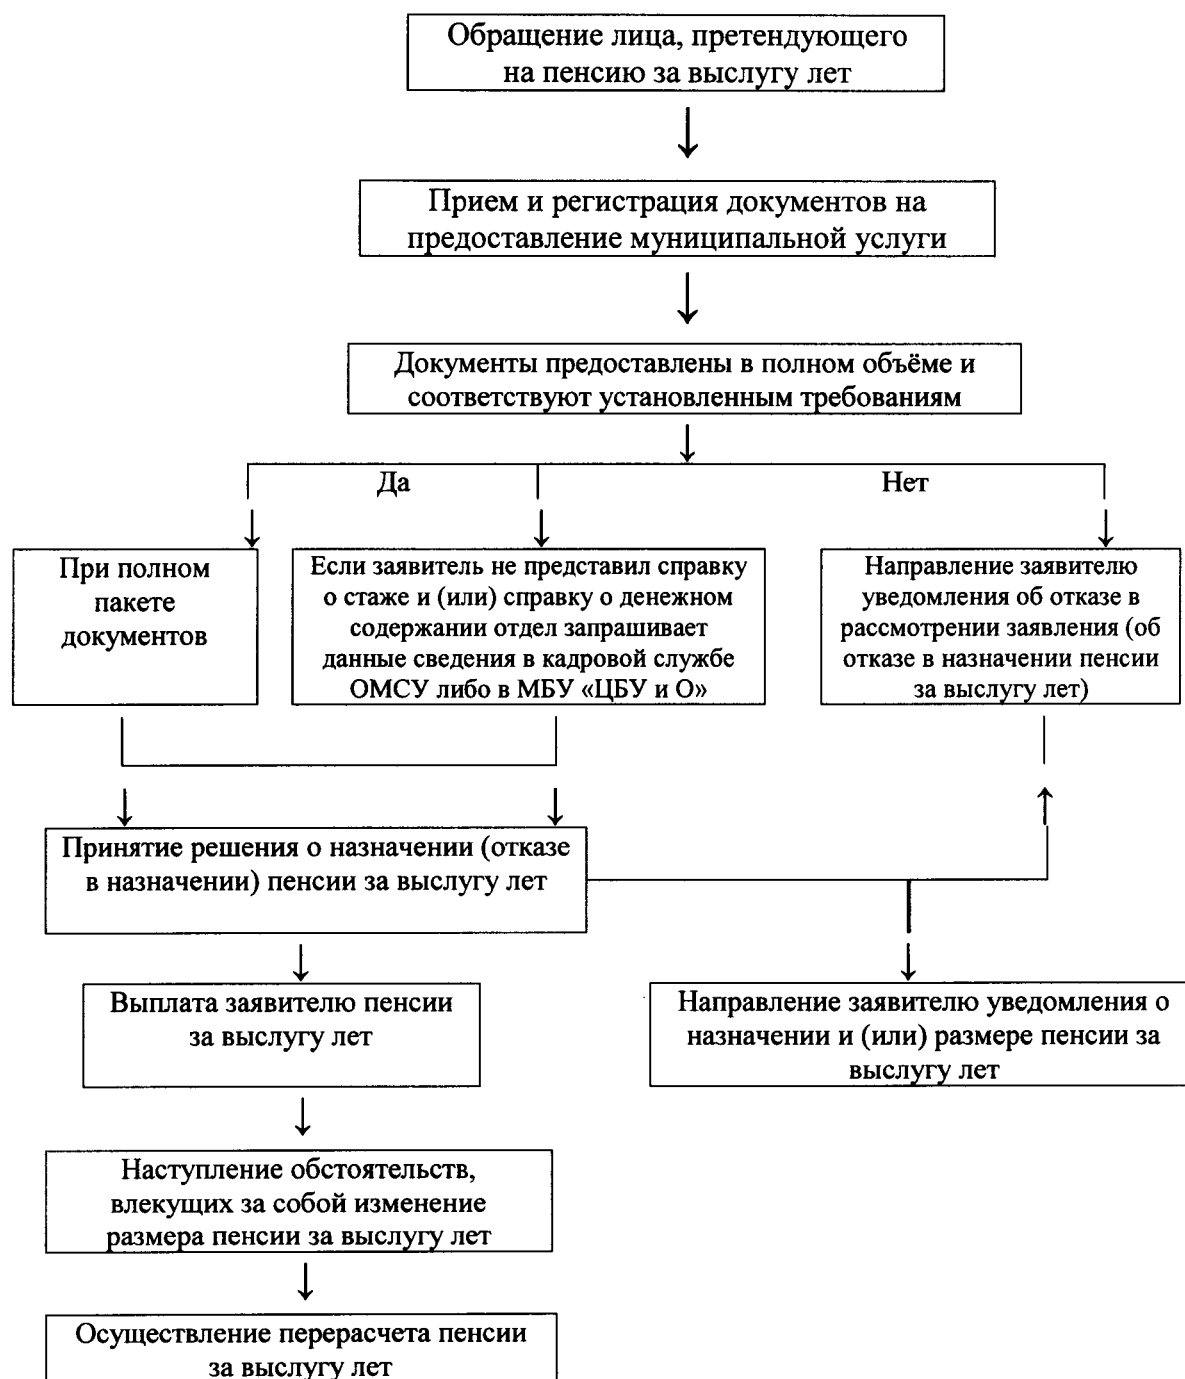 Обращение лица, претендующего
на пенсию за выслугу лет
Прием и регистрация документов на
предоставление муниципальной услуги
Документы предоставлены в полном объёме и
соответствуют установленным требованиям
Да
Нет
При полном
пакете
документов
Если заявитель не представил справку
о стаже и (или) справку о денежном
содержании отдел запрашивает
данные сведения в кадровой службе
ОМСУ либо в МБУ «ЦБУ и О»
Направление заявителю
уведомления об отказе в
рассмотрении заявления (об
отказе в назначении пенсии
за выслугу лет)
Принятие решения о назначении (отказе
в назначении) пенсии за выслугу лет
Выплата заявителю пенсии
за выслугу лет
Направление заявителю уведомления о
назначении и (или) размере пенсии за
выслугу лет
Наступление обстоятельств,
влекущих за собой изменение
размера пенсии за выслугу лет
Осуществление перерасчета пенсии
за выслугу лет